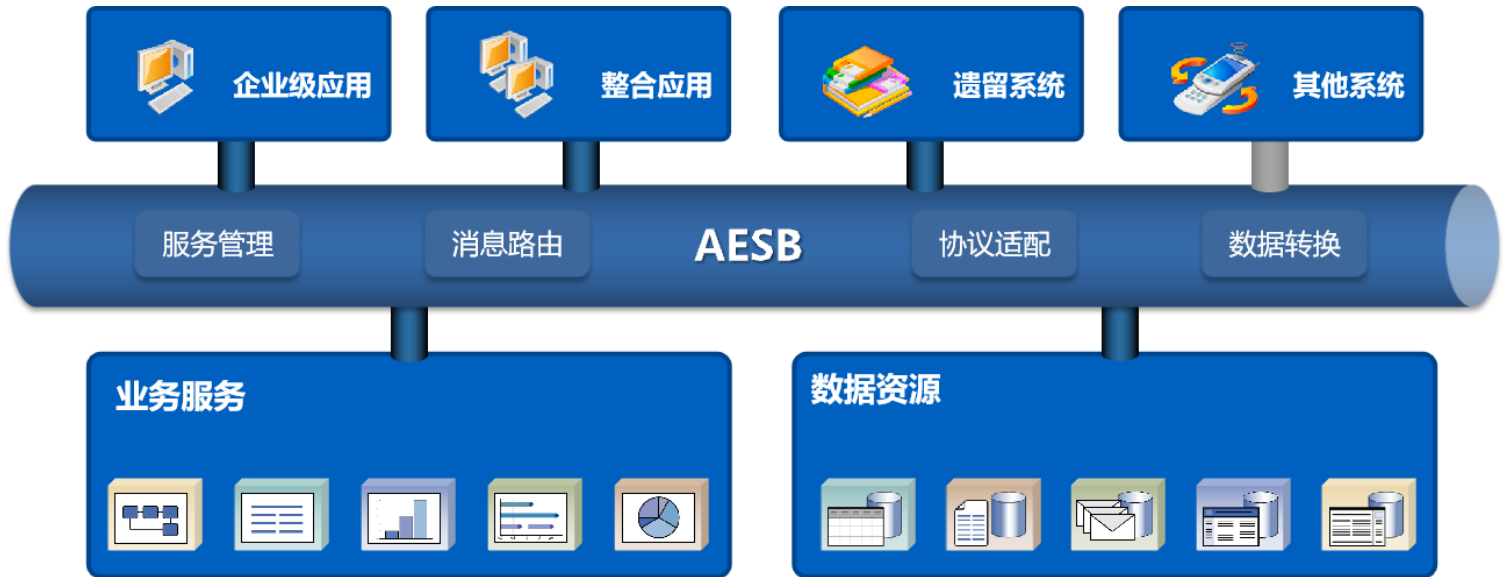 企业级应用
整合应用
遗留系统
其他系统
服务管理
消息路由
AESB
协议适配
数据转换
业务服务
数据资源